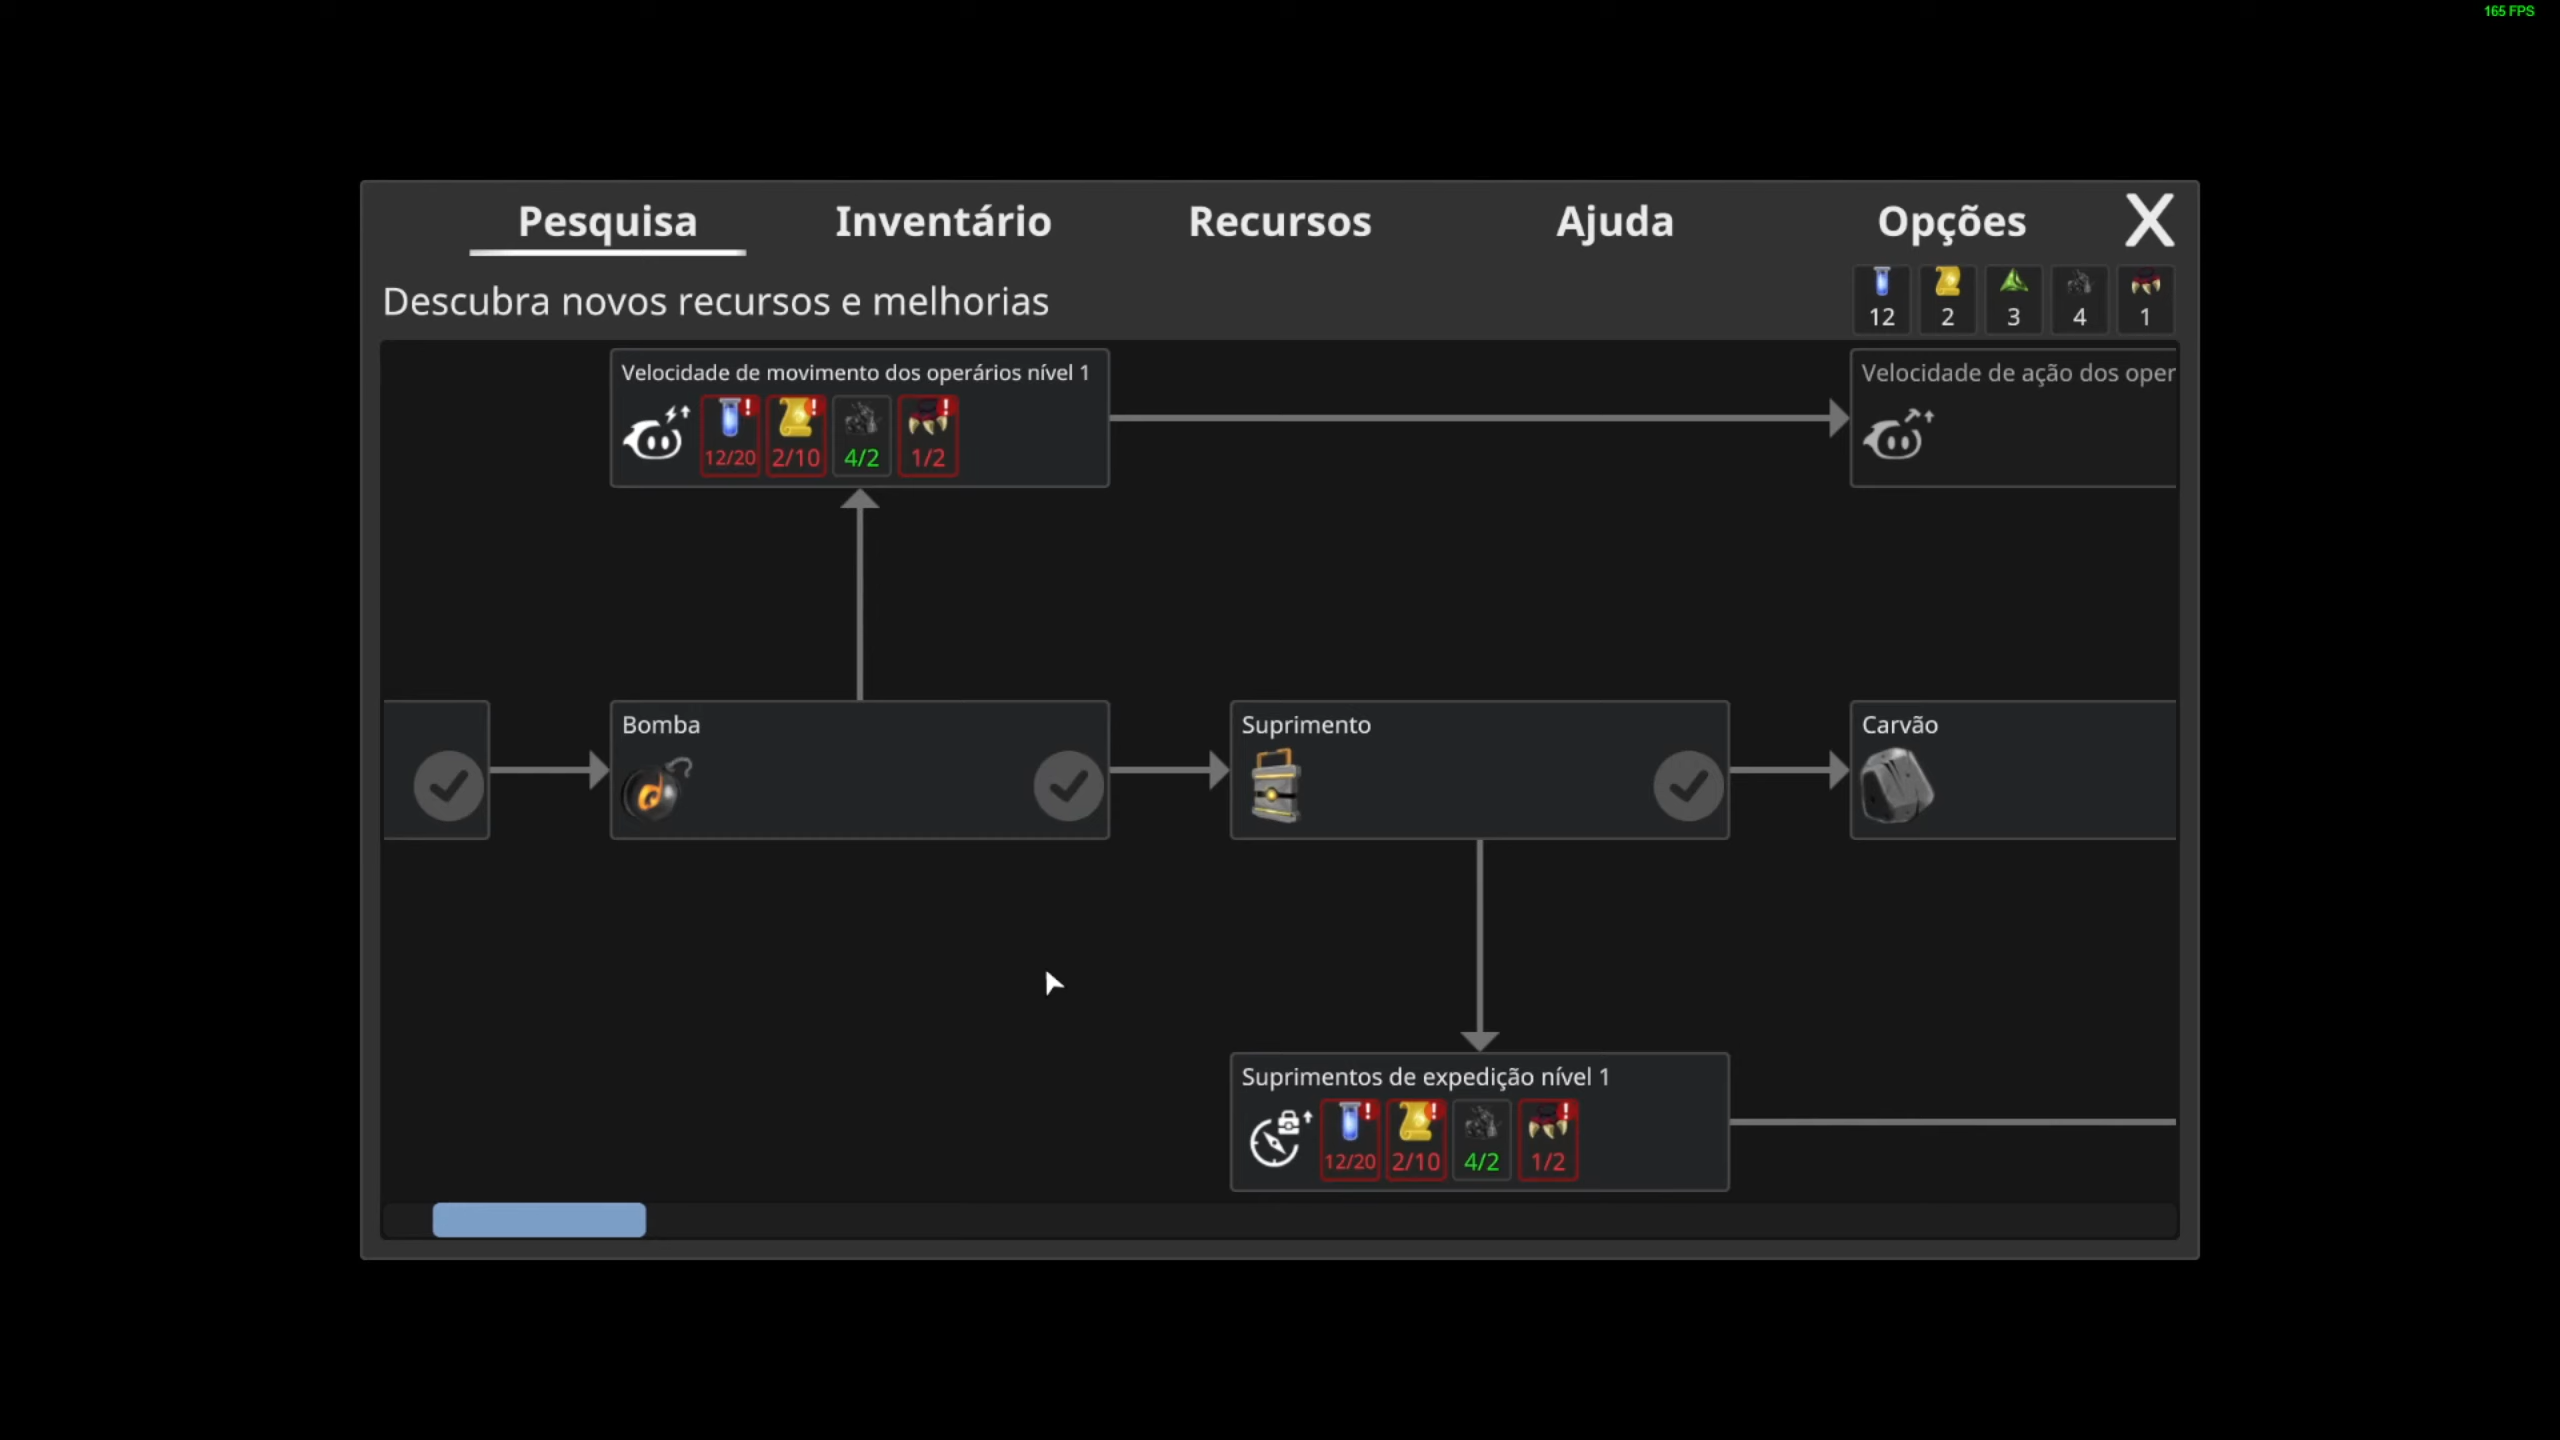 165 FPS
Pesquisa Inventário Recursos Ajuda Opções X
Descubra novos recursos e melhorias
12 2 3 4 1
Velocidade de movimento dos operários nível 1
12/20 2/10 4/2 1/2
Velocidade de ação dos oper
Bomba
Suprimento
Carvão
Suprimentos de expedição nível 1
12/20 2/10 4/2 1/2